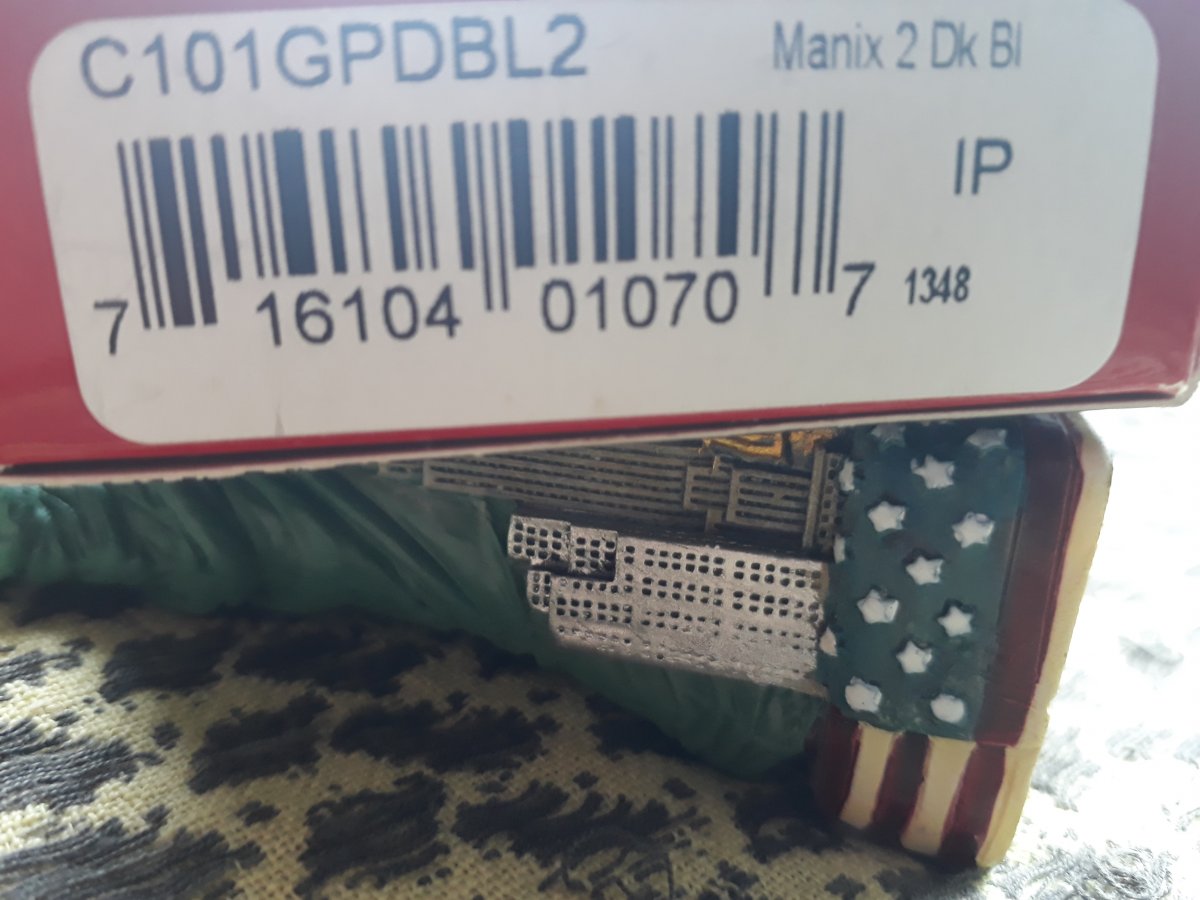 C101GPDBL2 Manix 2 Dk Bl
IP
7 16104 01070 7 1348